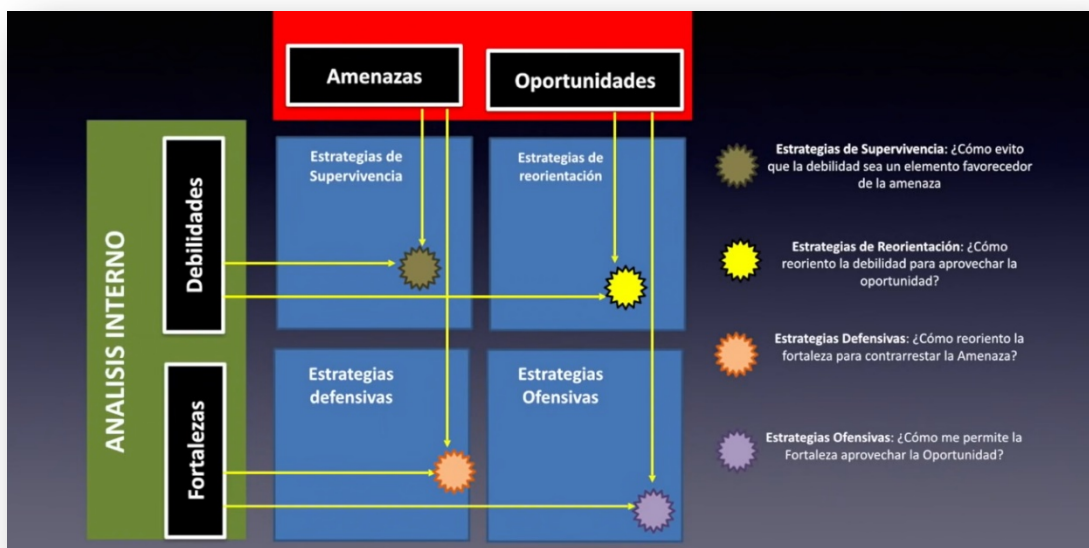 Amenazas
Oportunidades
ANALISIS INTERNO
Debilidades
Fortalezas
Estrategias de
Supervivencia
Estrategias de
reorientación
Estrategias
defensivas
Estrategias
Ofensivas
Estrategias de Supervivencia: ¿Cómo evito
que la debilidad sea un elemento favorecedor
de la amenaza
Estrategias de Reorientación: ¿Cómo
reoriento la debilidad para aprovechar la
oportunidad?
Estrategias Defensivas: ¿Cómo reoriento la
fortaleza para contrarrestar la Amenaza?
Estrategias Ofensivas: ¿Cómo me permite la
Fortaleza aprovechar la Oportunidad?